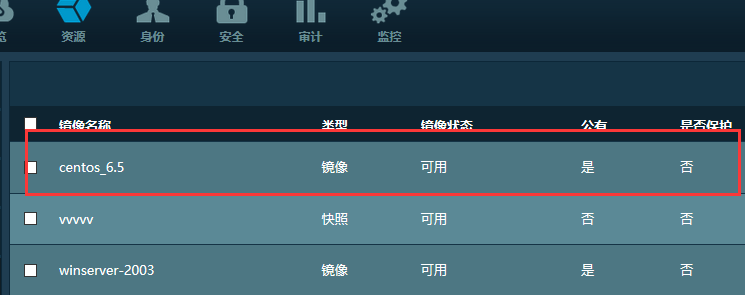 览 资源 身份 安全 审计 监控
镜像名称 类型 镜像状态 公有 是否保护
centos_6.5 镜像 可用 是 否
vvvvv 快照 可用 否 否
winserver-2003 镜像 可用 是 否